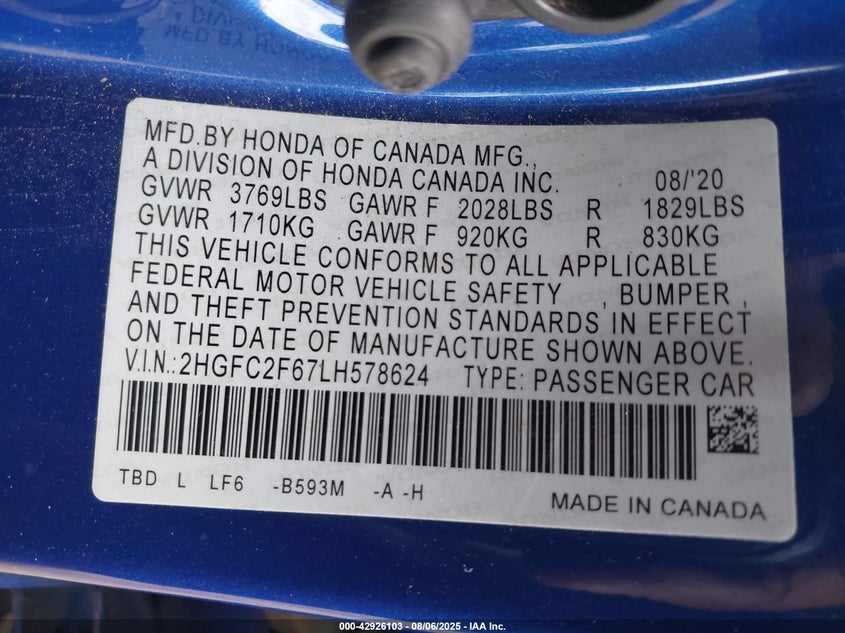 MFD.BY HONDA OF CANADA MFG.,
A DIVISION OF HONDA CANADA INC. 08/'20
GVWR 3769LBS GAWR F 2028LBS R 1829LBS
GVWR 1710KG GAWR F 920KG R 830KG
THIS VEHICLE CONFORMS TO ALL APPLICABLE
FEDERAL MOTOR VEHICLE SAFETY , BUMPER ,
AND THEFT PREVENTION STANDARDS IN EFFECT
ON THE DATE OF MANUFACTURE SHOWN ABOVE.
V.I.N.: 2HGFC2F67LH578624 TYPE: PASSENGER CAR
TBD L LF6 -B593M -A -H
MADE IN CANADA
000-42926103 - 08/06/2025 - IAA Inc.